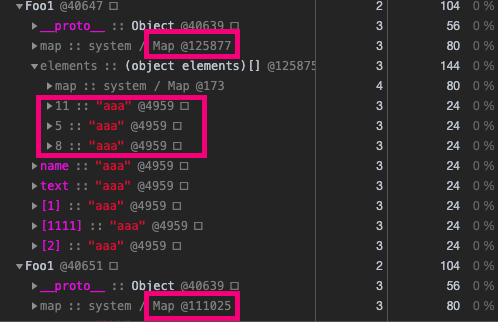 ▼Foo1 @40647 □ 2 104 0 %
▶__proto__ :: Object @40639 □ 3 56 0 %
▶map :: system / Map @125877 3 80 0 %
▼elements :: (object elements)[] @125875 3 144 0 %
▶map :: system / Map @173 4 80 0 %
▶11 :: "aaa" @4959 □ 3 24 0 %
▶5 :: "aaa" @4959 □ 3 24 0 %
▶8 :: "aaa" @4959 □ 3 24 0 %
▶name :: "aaa" @4959 □ 3 24 0 %
▶text :: "aaa" @4959 □ 3 24 0 %
▶[1] :: "aaa" @4959 □ 3 24 0 %
▶[1111] :: "aaa" @4959 □ 3 24 0 %
▶[2] :: "aaa" @4959 □ 3 24 0 %
▼Foo1 @40651 □ 2 104 0 %
▶__proto__ :: Object @40639 □ 3 56 0 %
▶map :: system / Map @111025 3 80 0 %